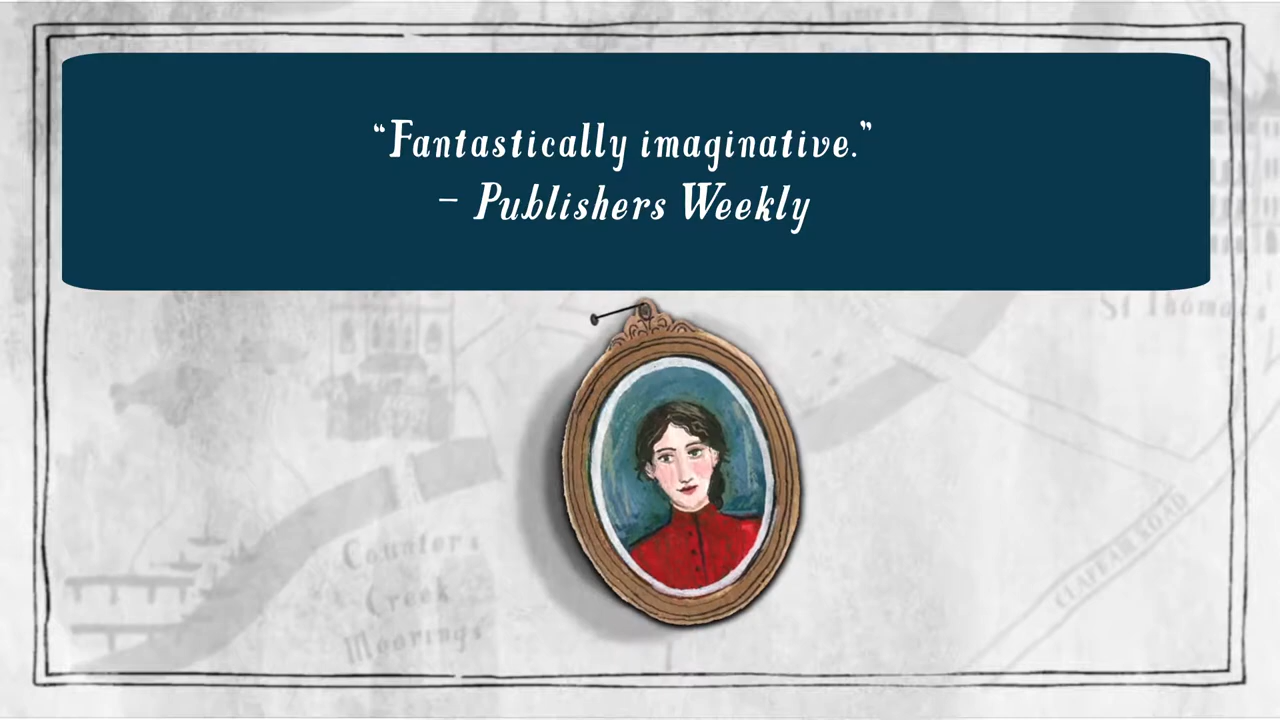 “Fantastically imaginative.”
– Publishers Weekly
St Thomas
Counters
Creek
Moorings
CLAPHAM ROAD